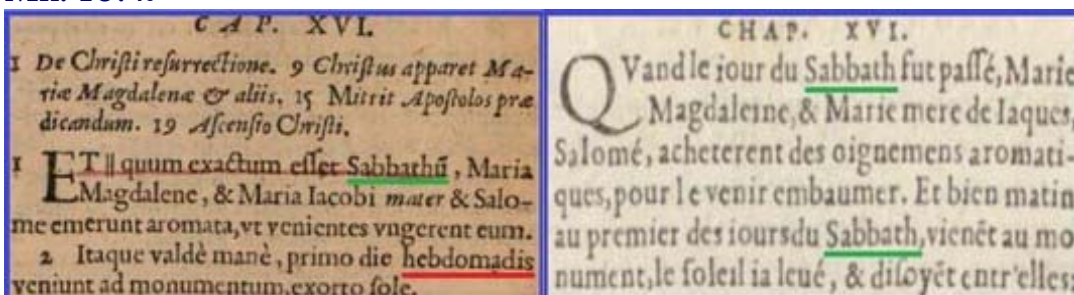 CAP. XVI.
1 De Chriſti reſurrectione. 9 Chriſtus apparet Ma-
riæ Magdalenæ & aliis. 15 Mittit Apoſtolos præ
dicandum. 19 Aſcenſio Chriſti.
1 ET || quum exactum eſſet Sabbathū, Maria
Magdalene, & Maria Iacobi mater & Salo-
me emerunt aromata, vt venientes vngerent eum.
2 Itaque valdè manè, primo die hebdomadis
veniunt ad monumentum, exorto ſole.
CHAP. XVI.
QVand le iour du Sabbath fut paſſé, Marie
Magdaleine, & Marie mere de Iaques,
Salomé, acheterent des oignemens aromati-
ques, pour le venir embaumer. Et bien matin
au premier des iours du Sabbath, vienēt au mo
nument, le ſoleil ia leué, & diſoyēt entr'elles: